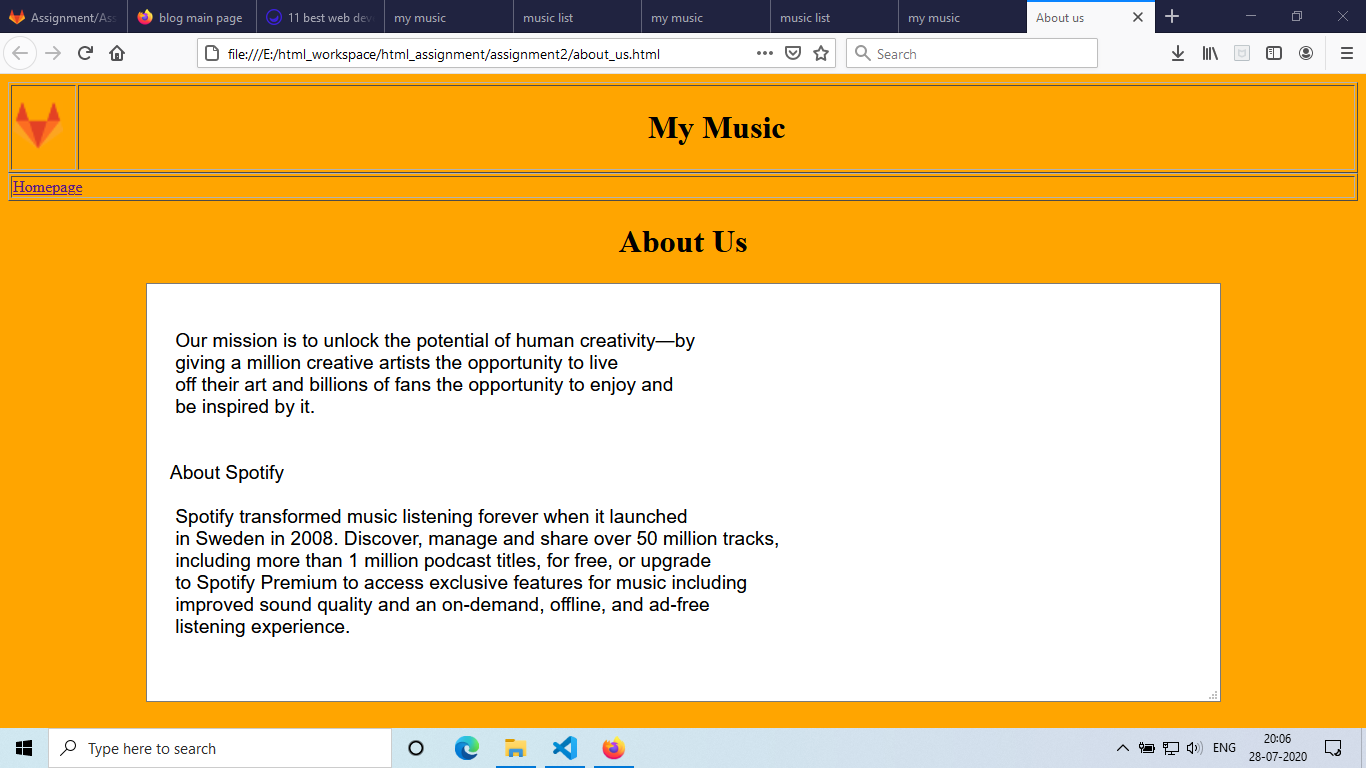 Assignment/Ass
blog main page
11 best web dev
my music
music list
my music
music list
my music
About us
file:///E:/html_workspace/html_assignment/assignment2/about_us.html
Search
My Music
Homepage
About Us
Our mission is to unlock the potential of human creativity—by
giving a million creative artists the opportunity to live
off their art and billions of fans the opportunity to enjoy and
be inspired by it.
About Spotify
Spotify transformed music listening forever when it launched
in Sweden in 2008. Discover, manage and share over 50 million tracks,
including more than 1 million podcast titles, for free, or upgrade
to Spotify Premium to access exclusive features for music including
improved sound quality and an on-demand, offline, and ad-free
listening experience.
Type here to search
ENG
20:06
28-07-2020